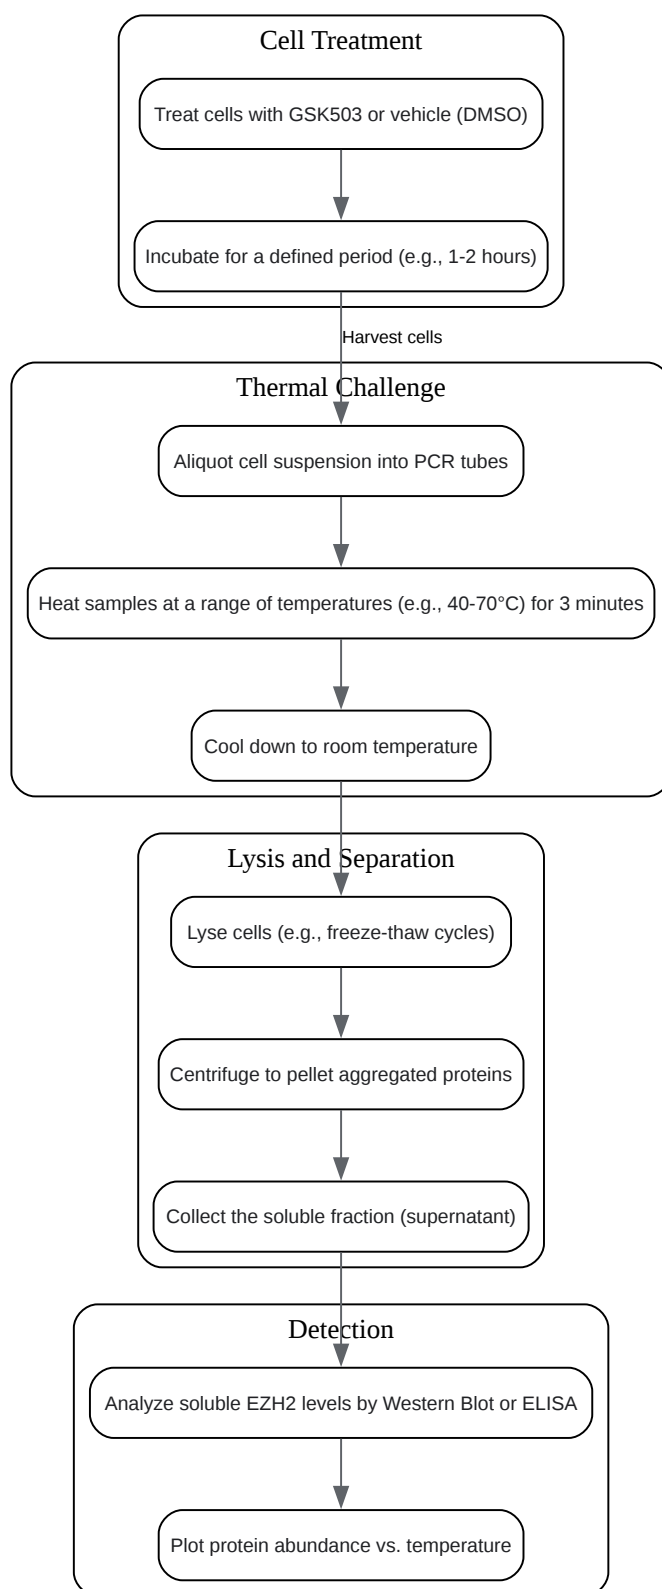 Cell Treatment
Treat cells with GSK503 or vehicle (DMSO)
Incubate for a defined period (e.g., 1-2 hours)
Harvest cells
Thermal Challenge
Aliquot cell suspension into PCR tubes
Heat samples at a range of temperatures (e.g., 40-70°C) for 3 minutes
Cool down to room temperature
Lysis and Separation
Lyse cells (e.g., freeze-thaw cycles)
Centrifuge to pellet aggregated proteins
Collect the soluble fraction (supernatant)
Detection
Analyze soluble EZH2 levels by Western Blot or ELISA
Plot protein abundance vs. temperature